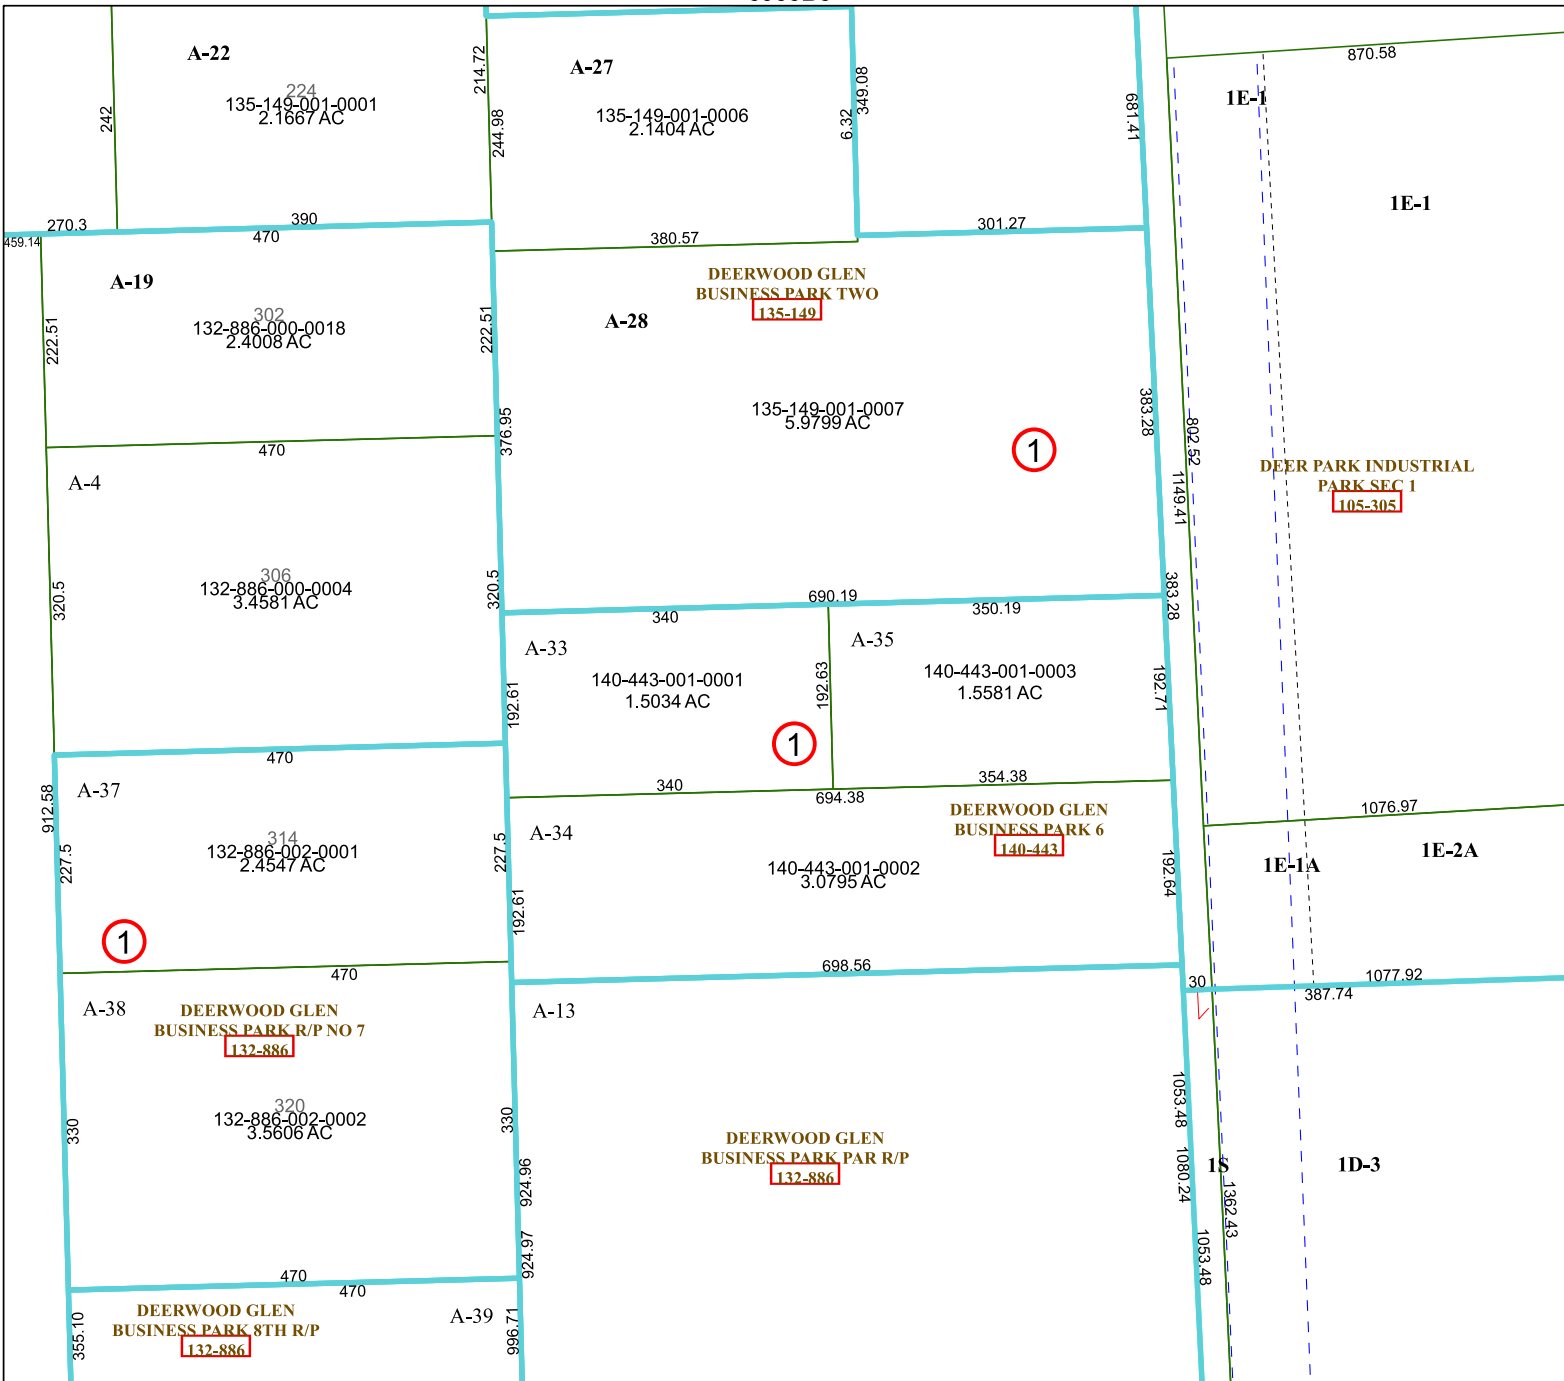 870.58
A-22
A-27
224
135-149-001-0001
2.1667 AC
135-149-001-0006
2.1404 AC
242
214.72
244.98
6.32
349.08
681.41
1E-1
1E-1
270.3
390
459.14
470
380.57
301.27
A-19
302
132-886-000-0018
2.4008 AC
222.51
222.51
DEERWOOD GLEN
BUSINESS PARK TWO
135-149
A-28
135-149-001-0007
5.9799 AC
1
376.95
383.28
802.52
1149.41
DEER PARK INDUSTRIAL
PARK SEC 1
105-305
470
A-4
306
132-886-000-0004
3.4581 AC
320.5
320.5
690.19
340
350.19
383.28
A-33
A-35
140-443-001-0001
1.5034 AC
192.63
140-443-001-0003
1.5581 AC
192.61
192.71
1
470
340
354.38
694.38
A-37
912.58
314
132-886-002-0001
2.4547 AC
227.5
227.5
A-34
DEERWOOD GLEN
BUSINESS PARK 6
140-443
140-443-001-0002
3.0795 AC
192.61
192.64
1076.97
1E-1A
1E-2A
1
470
698.56
30
1077.92
387.74
A-38
DEERWOOD GLEN
BUSINESS PARK R/P NO 7
132-886
A-13
320
132-886-002-0002
3.5606 AC
330
330
924.96
924.97
DEERWOOD GLEN
BUSINESS PARK PAR R/P
132-886
1053.48
1080.24
1S
1362.43
1053.48
1D-3
470
470
DEERWOOD GLEN
BUSINESS PARK 8TH R/P
132-886
A-39
355.10
996.71